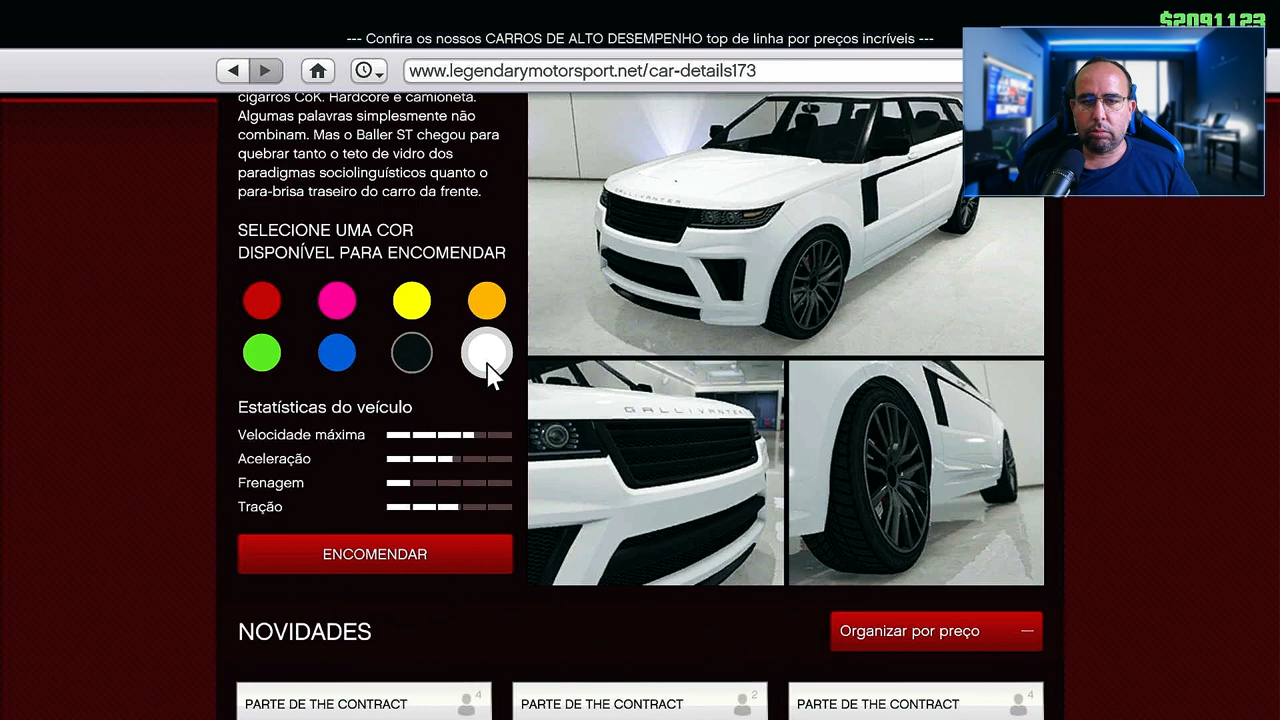 $2091123
--- Confira os nossos CARROS DE ALTO DESEMPENHO top de linha por preços incríveis ---
www.legendarymotorsport.net/car-details173
cigarros CoK. Hardcore e camioneta.
Algumas palavras simplesmente não
combinam. Mas o Baller ST chegou para
quebrar tanto o teto de vidro dos
paradigmas sociolinguísticos quanto o
para-brisa traseiro do carro da frente.
SELECIONE UMA COR
DISPONÍVEL PARA ENCOMENDAR
Estatísticas do veículo
Velocidade máxima
Aceleração
Frenagem
Tração
ENCOMENDAR
GALLIVANTER
GALLIVANTER
NOVIDADES
Organizar por preço
PARTE DE THE CONTRACT 4
PARTE DE THE CONTRACT 2
PARTE DE THE CONTRACT 4